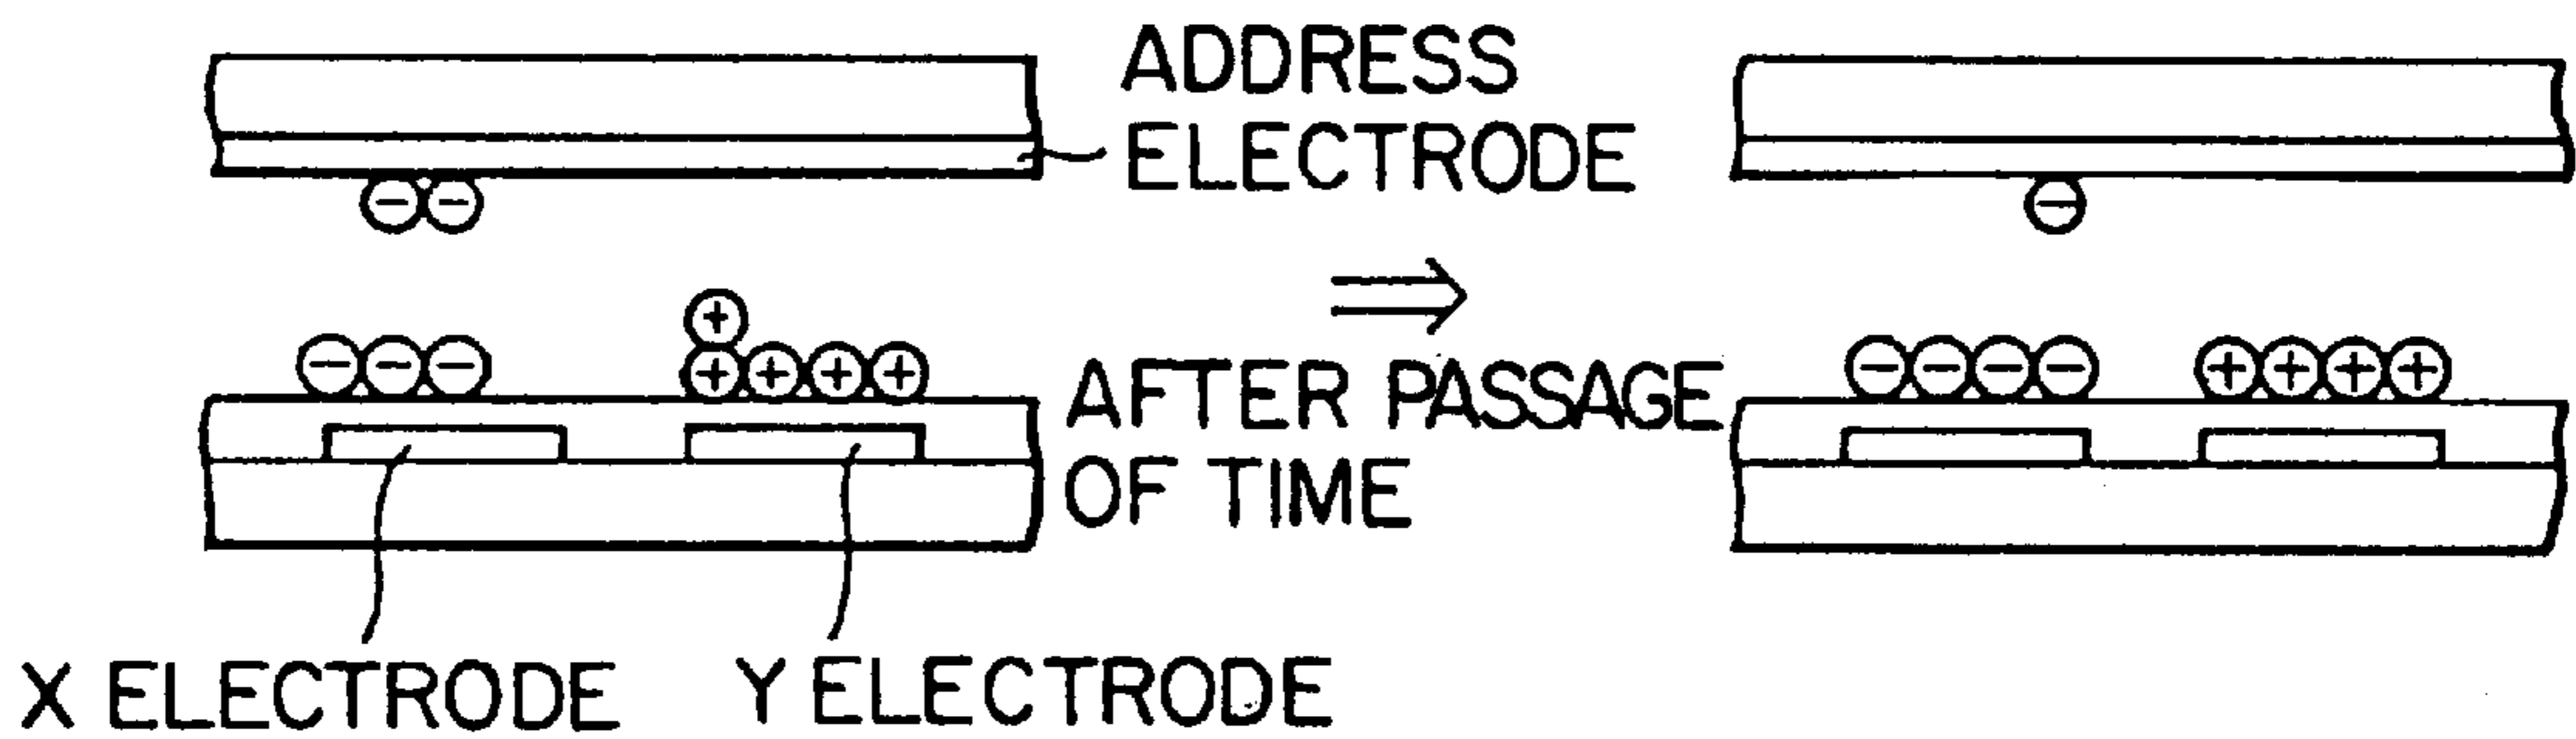 ADDRESS
ELECTRODE
AFTER PASSAGE
OF TIME
X ELECTRODE
Y ELECTRODE